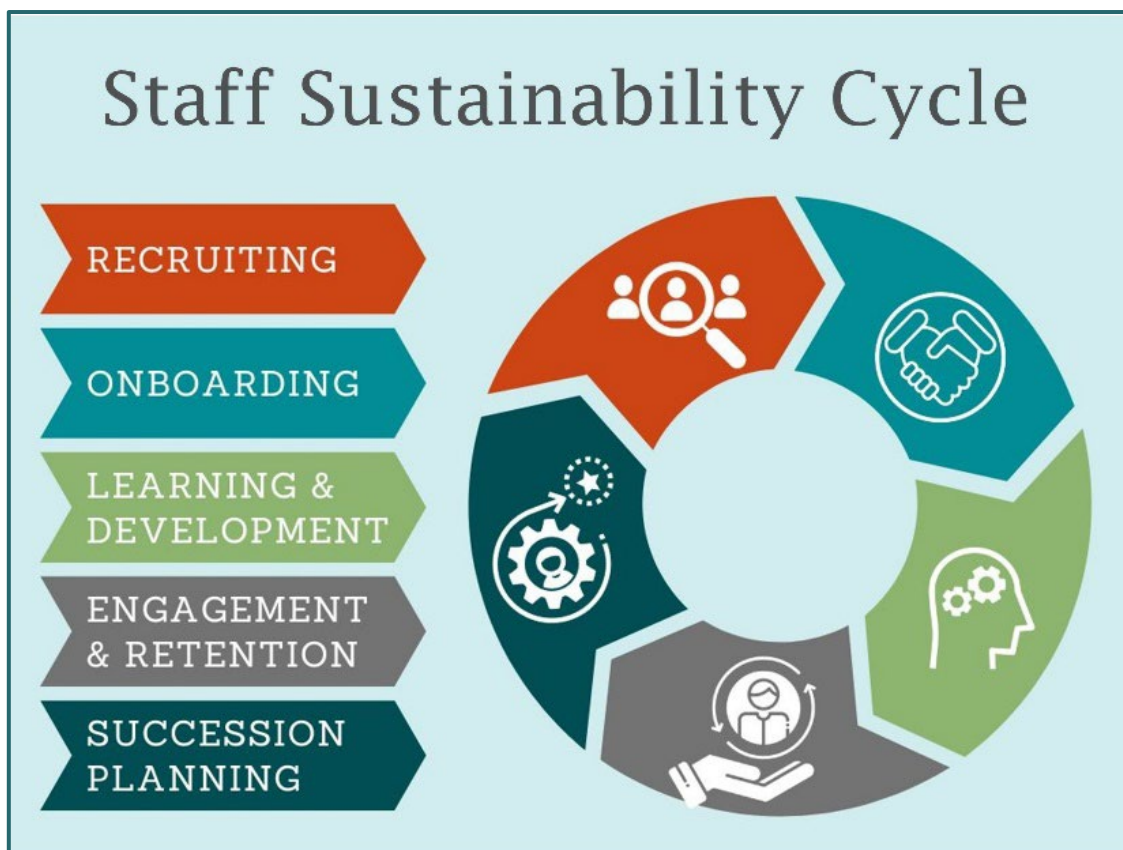 Staff Sustainability Cycle
RECRUITING
ONBOARDING
LEARNING &
DEVELOPMENT
ENGAGEMENT
& RETENTION
SUCCESSION
PLANNING